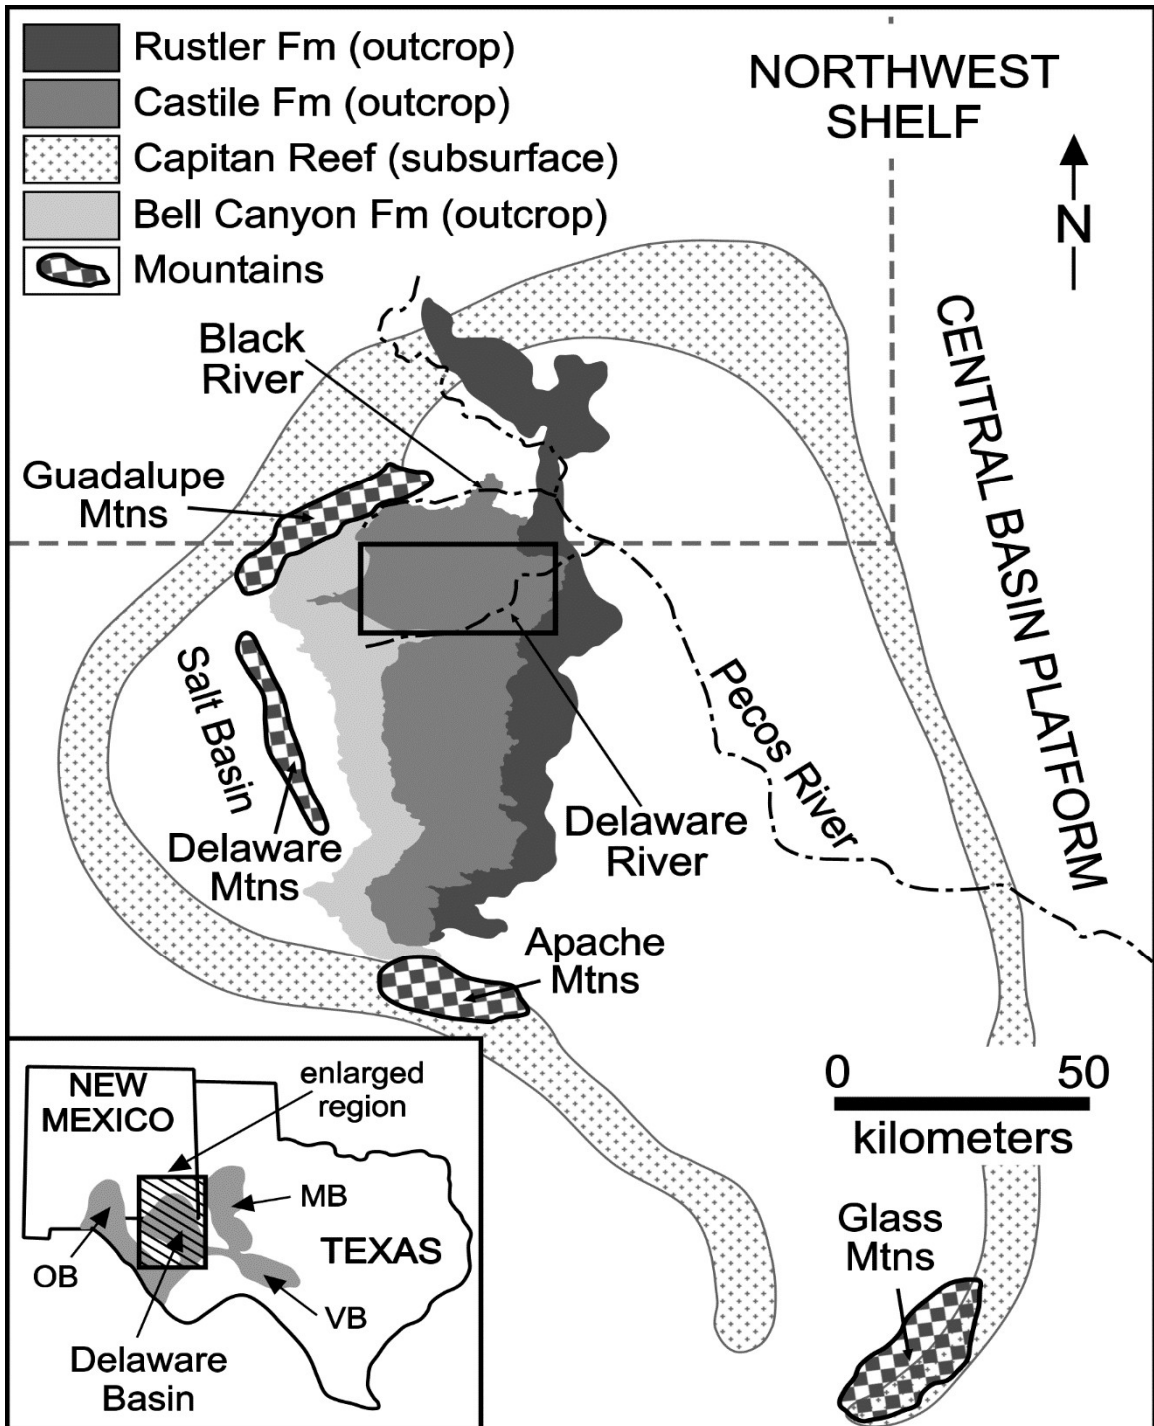 Rustler Fm (outcrop)
Castile Fm (outcrop)
Capitan Reef (subsurface)
Bell Canyon Fm (outcrop)
Mountains
NORTHWEST
SHELF
N
CENTRAL BASIN PLATFORM
Black
River
Guadalupe
Mtns
Salt Basin
Delaware
Mtns
Pecos River
Delaware
River
Apache
Mtns
0 50
kilometers
Glass
Mtns
NEW
MEXICO
enlarged
region
MB
OB
TEXAS
VB
Delaware
Basin